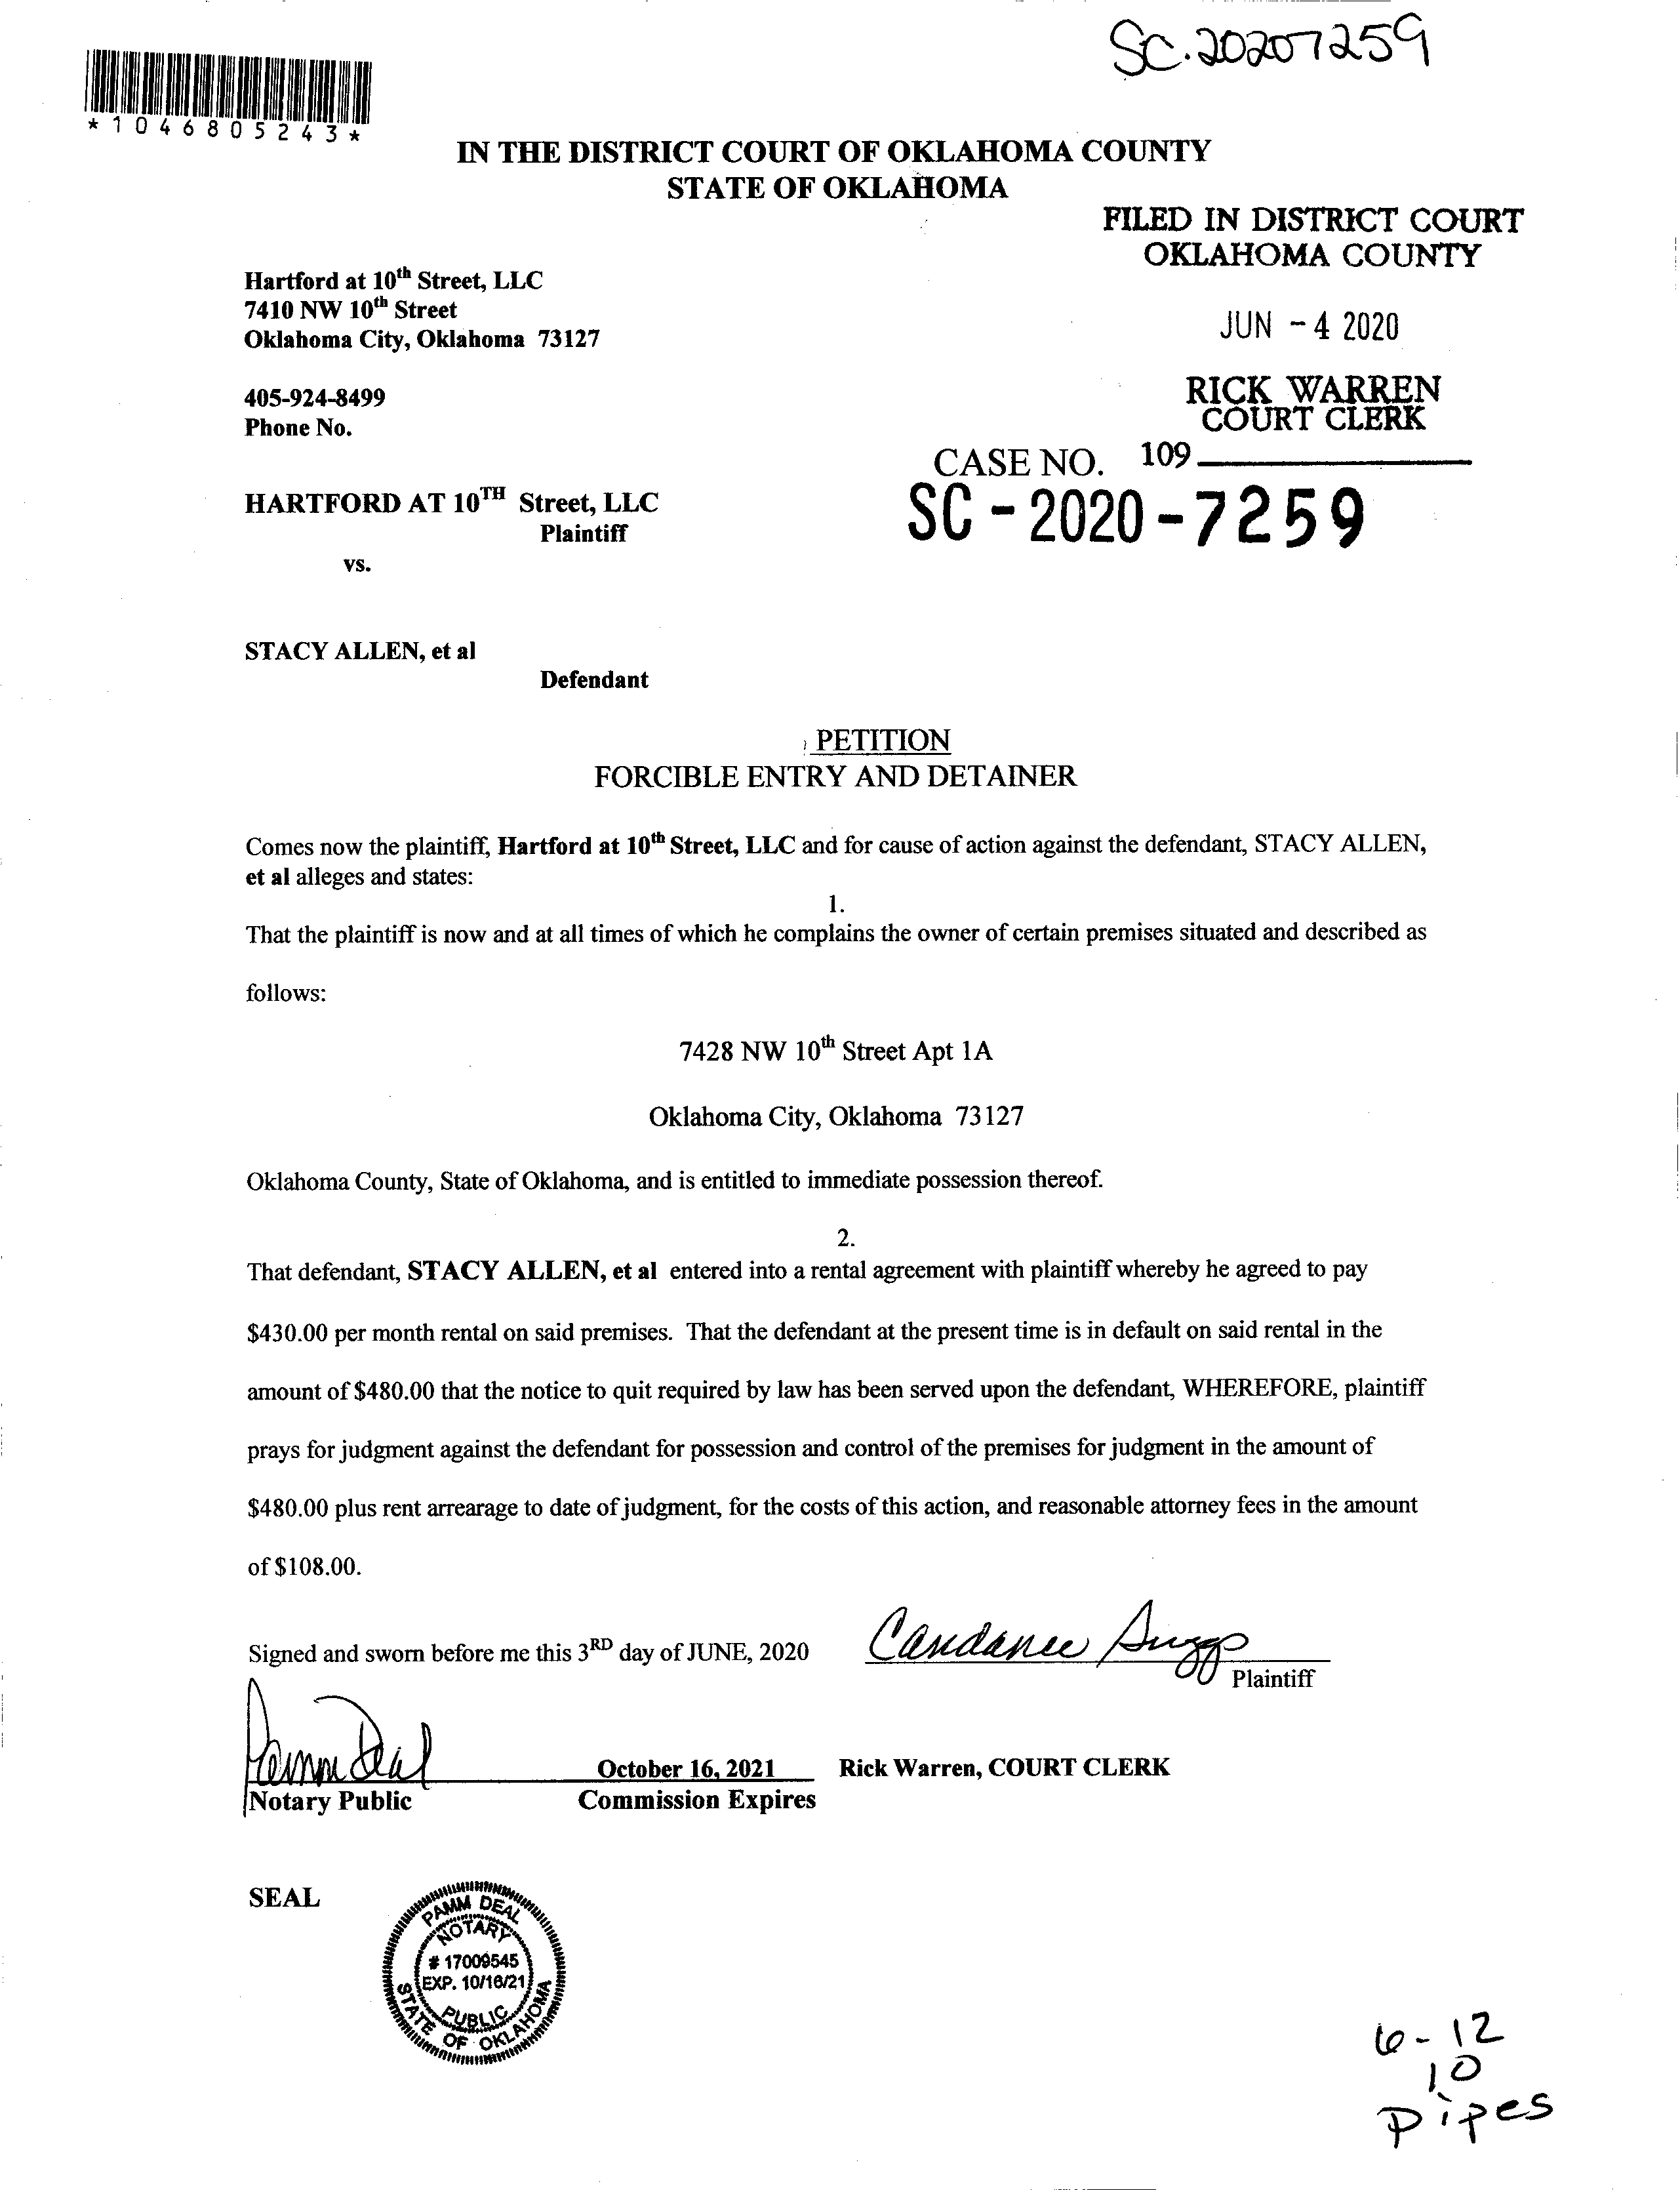 SC.20207259
*1046805243*
IN THE DISTRICT COURT OF OKLAHOMA COUNTY
STATE OF OKLAHOMA
FILED IN DISTRICT COURT
OKLAHOMA COUNTY
Hartford at 10th Street, LLC
7410 NW 10th Street
Oklahoma City, Oklahoma 73127
JUN - 4 2020
405-924-8499
Phone No.
RICK WARREN
COURT CLERK
CASE NO. 109
SC - 2020 - 7259
HARTFORD AT 10TH Street, LLC
Plaintiff
vs.
STACY ALLEN, et al
Defendant
PETITION
FORCIBLE ENTRY AND DETAINER
Comes now the plaintiff, Hartford at 10th Street, LLC and for cause of action against the defendant, STACY ALLEN,
et al alleges and states:
1.
That the plaintiff is now and at all times of which he complains the owner of certain premises situated and described as
follows:
7428 NW 10th Street Apt 1A
Oklahoma City, Oklahoma 73127
Oklahoma County, State of Oklahoma, and is entitled to immediate possession thereof.
2.
That defendant, STACY ALLEN, et al entered into a rental agreement with plaintiff whereby he agreed to pay
$430.00 per month rental on said premises. That the defendant at the present time is in default on said rental in the
amount of $480.00 that the notice to quit required by law has been served upon the defendant, WHEREFORE, plaintiff
prays for judgment against the defendant for possession and control of the premises for judgment in the amount of
$480.00 plus rent arrearage to date of judgment, for the costs of this action, and reasonable attorney fees in the amount
of $108.00.
Signed and sworn before me this 3RD day of JUNE, 2020
Candanee Suggs
Plaintiff
Pamm Deal
October 16, 2021
Rick Warren, COURT CLERK
Notary Public
Commission Expires
SEAL
PAMM DEAL
NOTARY
# 17009545
EXP. 10/16/21
PUBLIC
STATE OF OKLAHOMA
6-12
10
Pipes